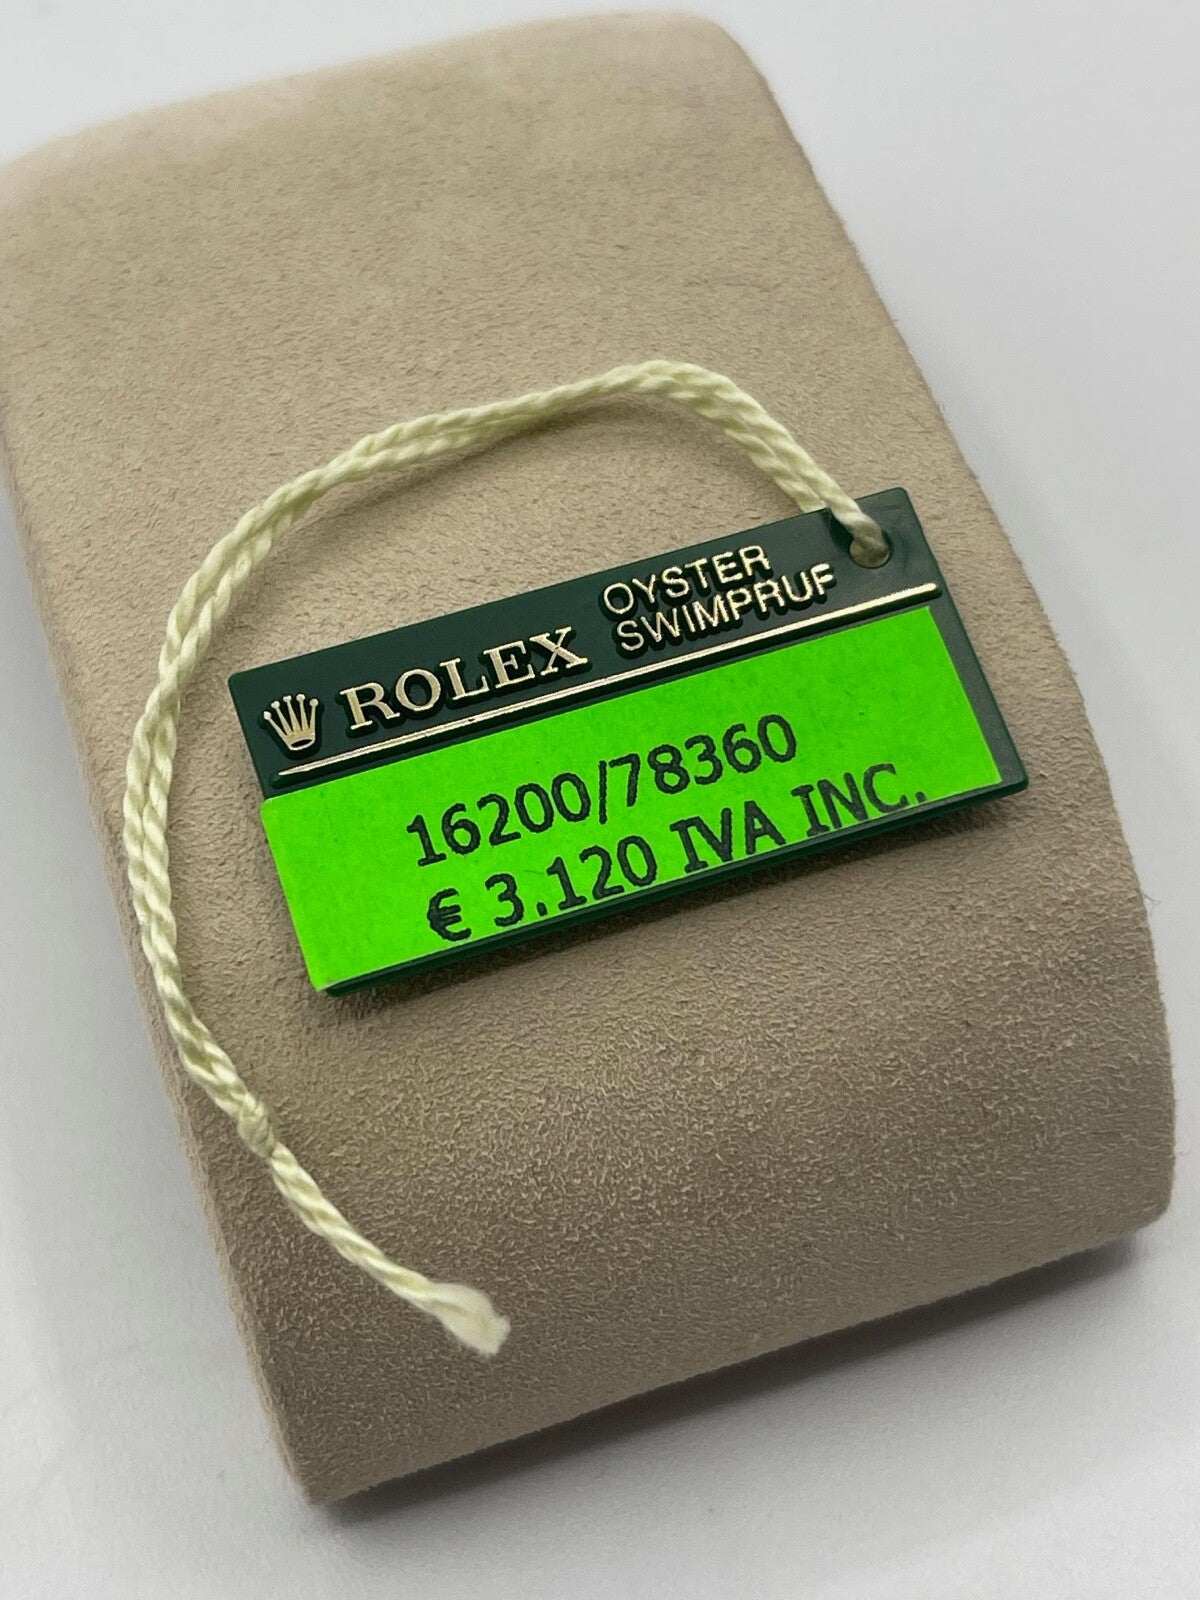 ROLEX OYSTER
SWIMPRUF
16200/78360
€ 3.120 IVA INC.